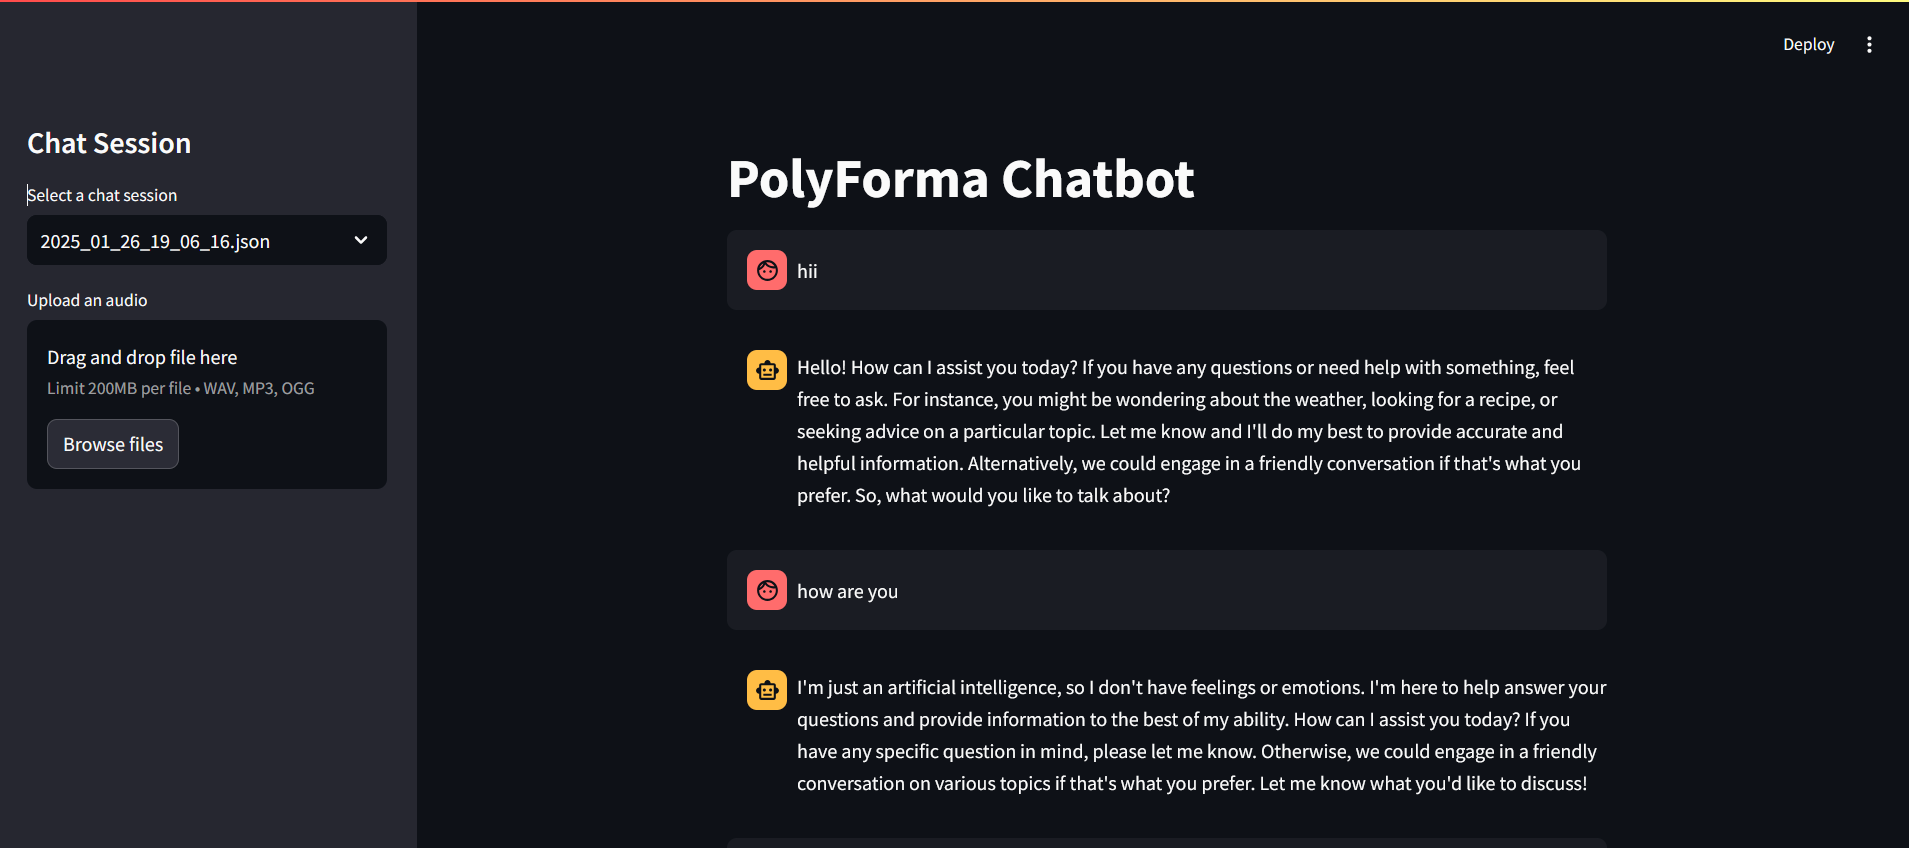 Deploy
Chat Session
Select a chat session
2025_01_26_19_06_16.json
Upload an audio
Drag and drop file here
Limit 200MB per file • WAV, MP3, OGG
Browse files
PolyForma Chatbot
hii
Hello! How can I assist you today? If you have any questions or need help with something, feel
free to ask. For instance, you might be wondering about the weather, looking for a recipe, or
seeking advice on a particular topic. Let me know and I'll do my best to provide accurate and
helpful information. Alternatively, we could engage in a friendly conversation if that's what you
prefer. So, what would you like to talk about?
how are you
I'm just an artificial intelligence, so I don't have feelings or emotions. I'm here to help answer your
questions and provide information to the best of my ability. How can I assist you today? If you
have any specific question in mind, please let me know. Otherwise, we could engage in a friendly
conversation on various topics if that's what you prefer. Let me know what you'd like to discuss!